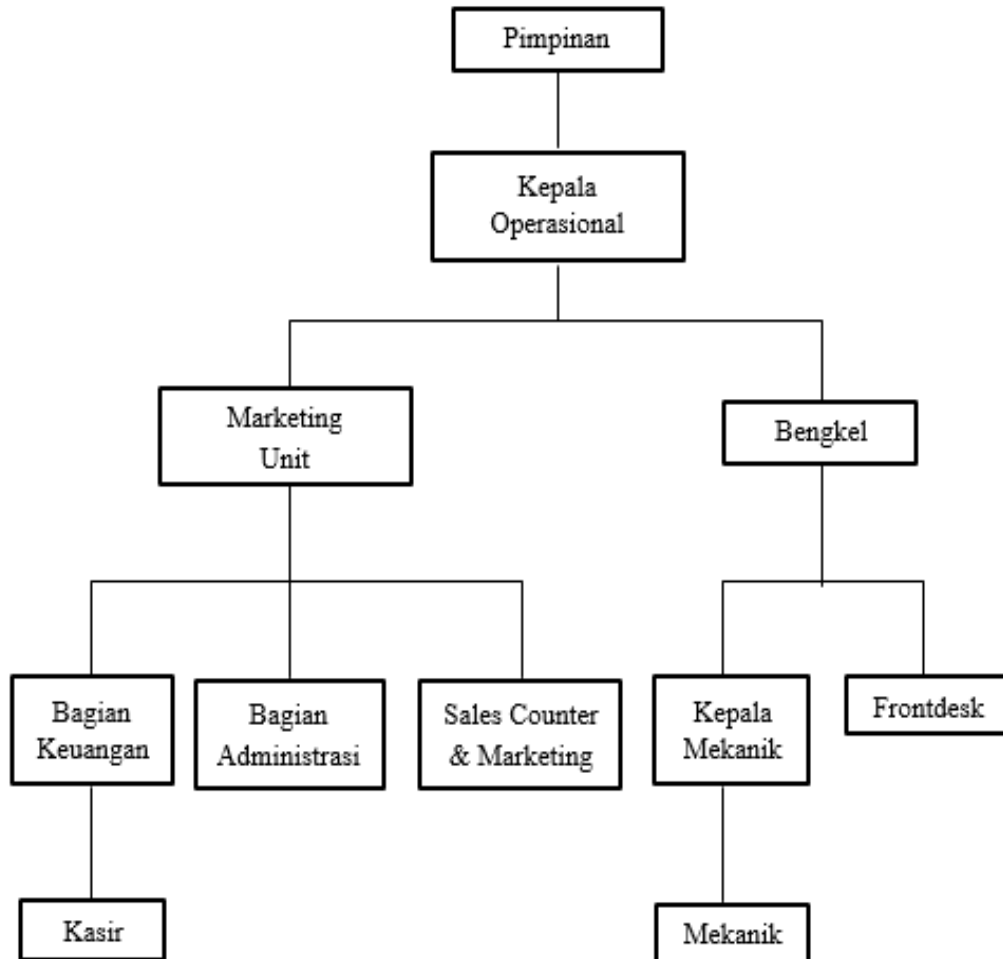 Pimpinan
Kepala
Operasional
Marketing
Unit
Bengkel
Bagian
Keuangan
Bagian
Administrasi
Sales Counter
& Marketing
Kepala
Mekanik
Frontdesk
Kasir
Mekanik